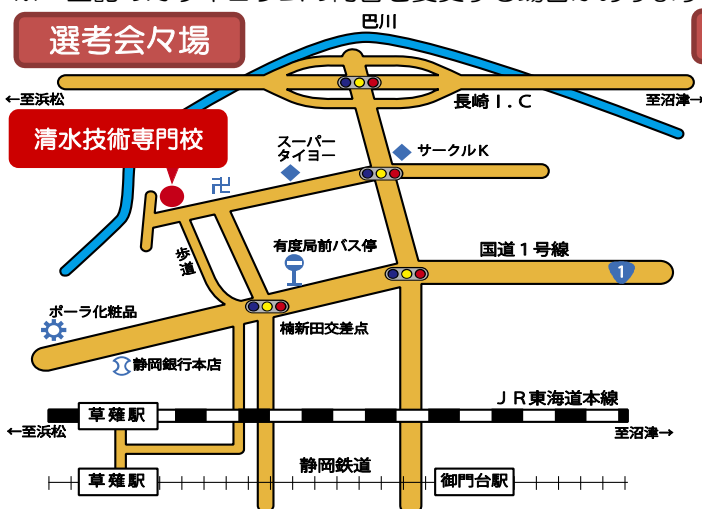 巴川
選考会々場
←至浜松
長崎I.C
至沼津→
清水技術専門校
スーパー
タイヨー
サークルK
卍
歩道
有度局前バス停
国道1号線
1
ポーラ化粧品
楠新田交差点
静岡銀行本店
JR東海道本線
草薙駅
←至浜松
至沼津→
静岡鉄道
草薙駅
御門台駅